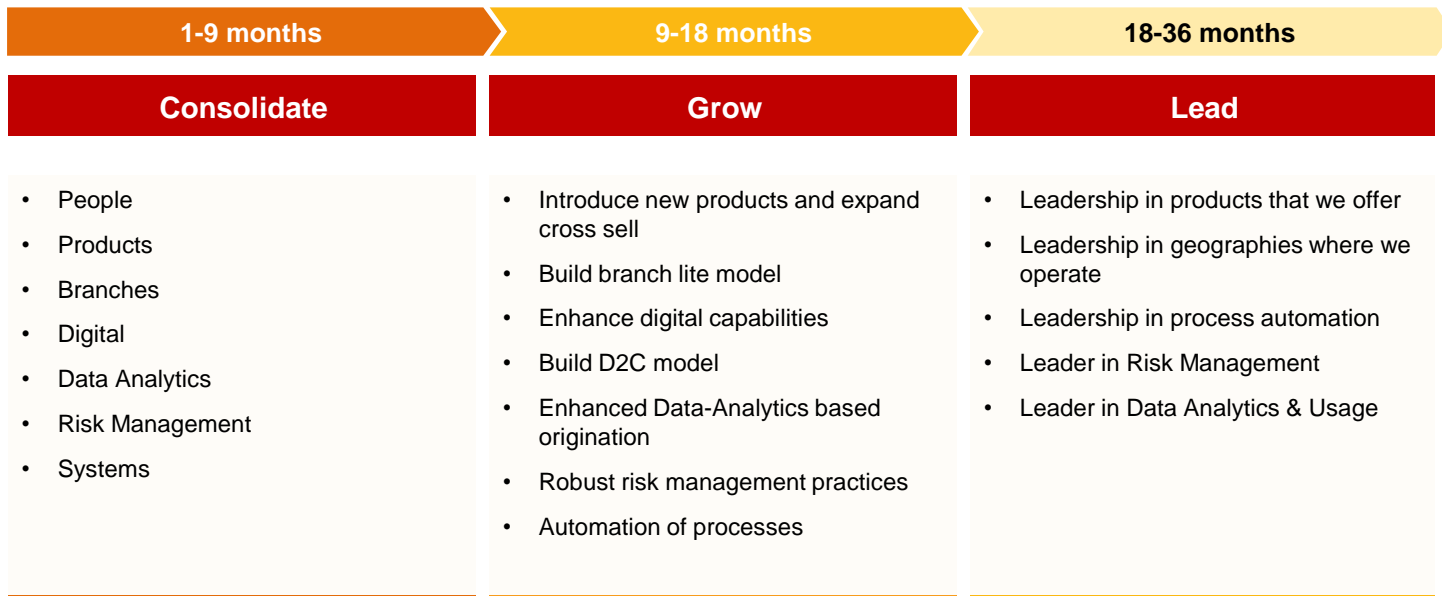 1-9 months
9-18 months
18-36 months
Consolidate
Grow
Lead
• People
• Products
• Branches
• Digital
• Data Analytics
• Risk Management
• Systems
• Introduce new products and expand
cross sell
• Build branch lite model
• Enhance digital capabilities
• Build D2C model
• Enhanced Data-Analytics based
origination
• Robust risk management practices
• Automation of processes
• Leadership in products that we offer
• Leadership in geographies where we
operate
• Leadership in process automation
• Leader in Risk Management
• Leader in Data Analytics & Usage